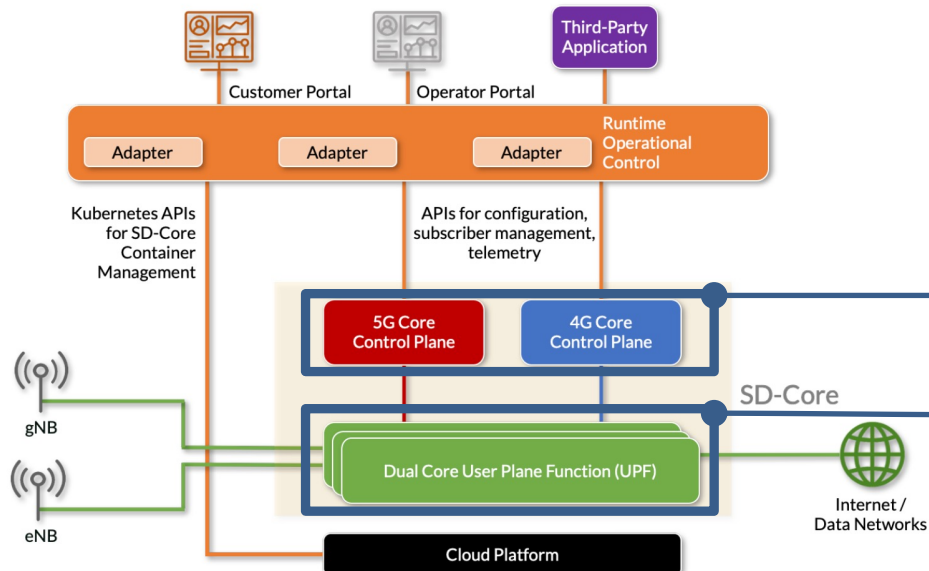 Third-Party
Application
Customer Portal
Operator Portal
Runtime
Operational
Control
Adapter
Adapter
Adapter
Kubernetes APIs
for SD-Core
Container
Management
APIs for configuration,
subscriber management,
telemetry
5G Core
Control Plane
4G Core
Control Plane
SD-Core
gNB
Dual Core User Plane Function (UPF)
eNB
Internet /
Data Networks
Cloud Platform